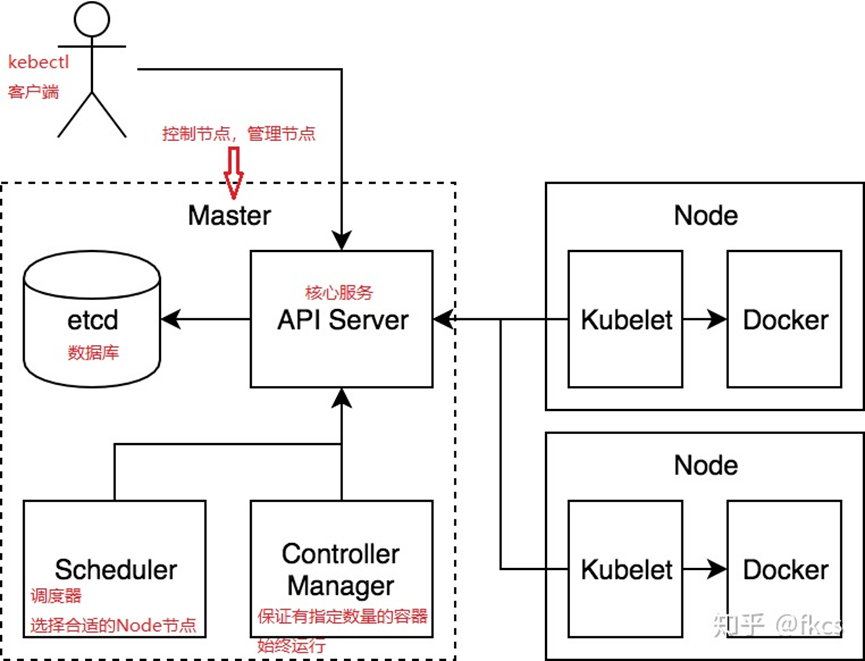 kebectl
客户端
控制节点，管理节点
Master
Node
核心服务
etcd
API Server
Kubelet
Docker
数据库
Node
Scheduler
Controller
Manager
Kubelet
Docker
调度器
选择合适的Node节点
保证有指定数量的容器
始终运行
知乎 @fkcs